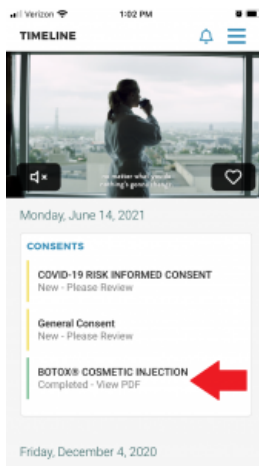 Verizon 1:02 PM
TIMELINE
no matter what you do
nothing's gonna change
Monday, June 14, 2021
CONSENTS
COVID-19 RISK INFORMED CONSENT
New - Please Review
General Consent
New - Please Review
BOTOX® COSMETIC INJECTION
Completed - View PDF
Friday, December 4, 2020